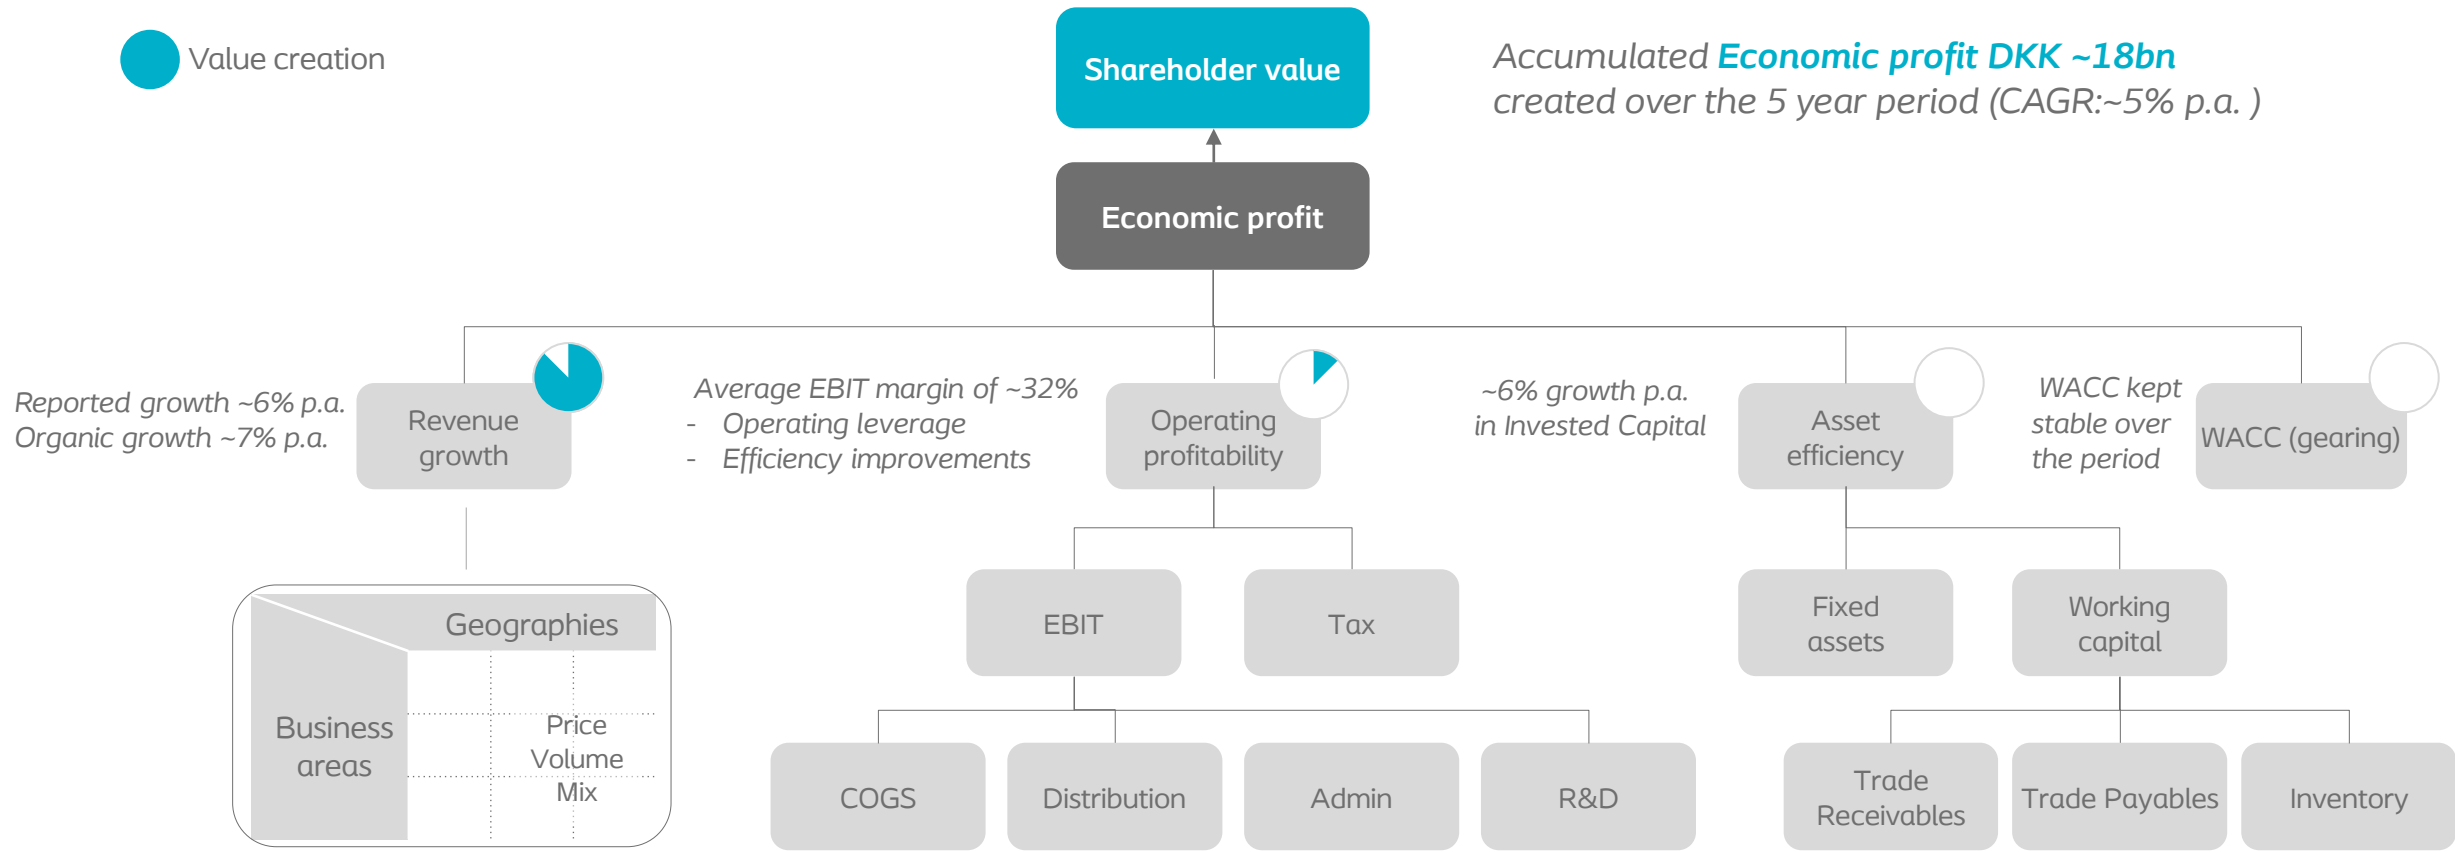 Value creation
Shareholder value
Accumulated Economic profit DKK ~18bn
created over the 5 year period (CAGR:~5% p.a. )
Economic profit
Reported growth ~6% p.a.
Organic growth ~7% p.a.
Revenue
growth
Average EBIT margin of ~32%
- Operating leverage
- Efficiency improvements
Operating
profitability
~6% growth p.a.
in Invested Capital
Asset
efficiency
WACC kept
stable over
the period
WACC (gearing)
Geographies
Business
areas
Price
Volume
Mix
EBIT
Tax
Fixed
assets
Working
capital
COGS
Distribution
Admin
R&D
Trade
Receivables
Trade Payables
Inventory